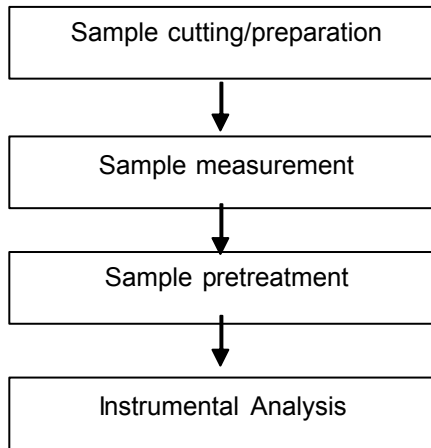 Sample cutting/preparation
Sample measurement
Sample pretreatment
Instrumental Analysis